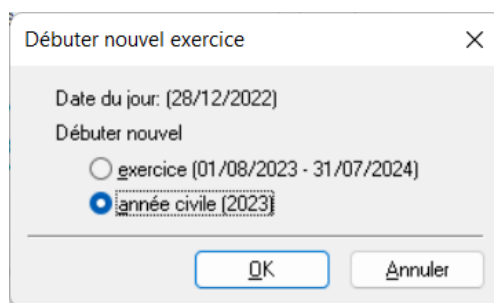 Débuter nouvel exercice
Date du jour: (28/12/2022)
Débuter nouvel
exercice (01/08/2023 - 31/07/2024)
année civile (2023)
OK Annuler